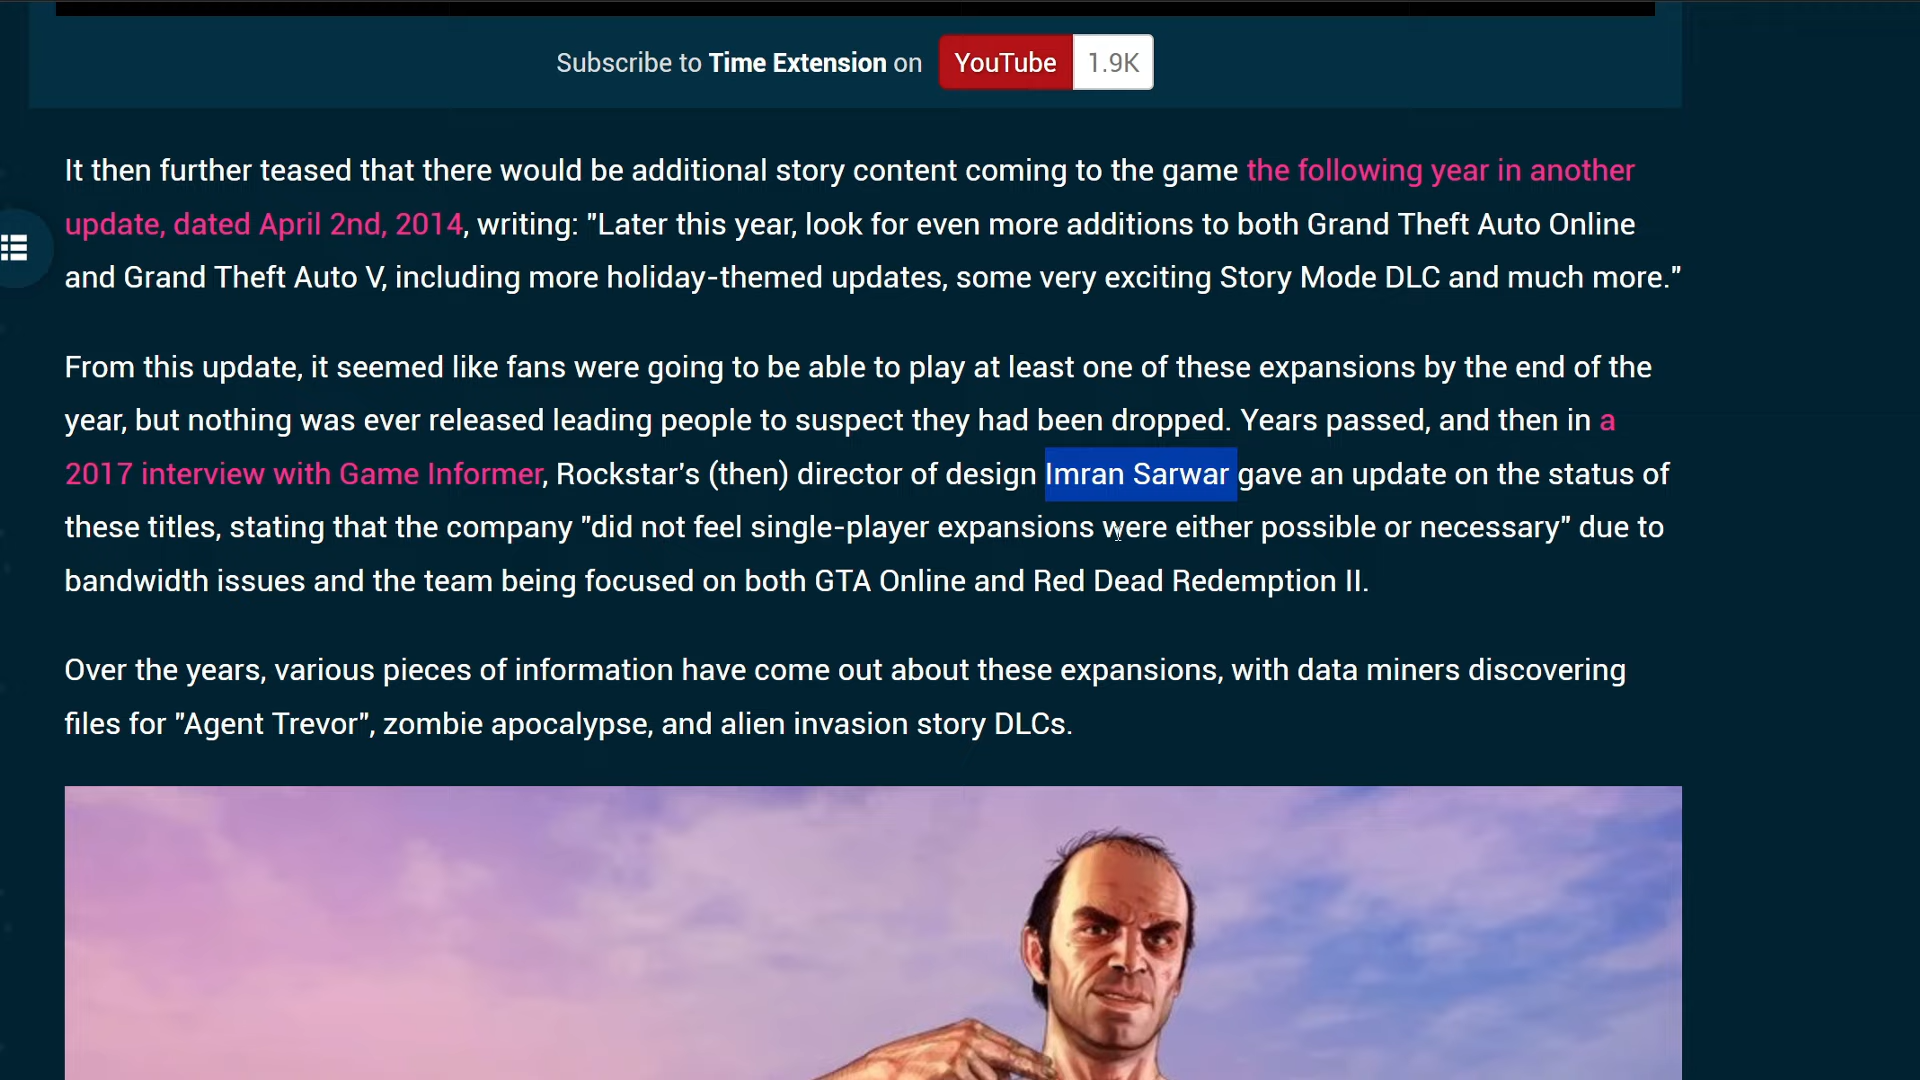 Subscribe to Time Extension on YouTube 1.9K
It then further teased that there would be additional story content coming to the game the following year in another
update, dated April 2nd, 2014, writing: "Later this year, look for even more additions to both Grand Theft Auto Online
and Grand Theft Auto V, including more holiday-themed updates, some very exciting Story Mode DLC and much more."
From this update, it seemed like fans were going to be able to play at least one of these expansions by the end of the
year, but nothing was ever released leading people to suspect they had been dropped. Years passed, and then in a
2017 interview with Game Informer, Rockstar's (then) director of design Imran Sarwar gave an update on the status of
these titles, stating that the company "did not feel single-player expansions were either possible or necessary" due to
bandwidth issues and the team being focused on both GTA Online and Red Dead Redemption II.
Over the years, various pieces of information have come out about these expansions, with data miners discovering
files for "Agent Trevor", zombie apocalypse, and alien invasion story DLCs.